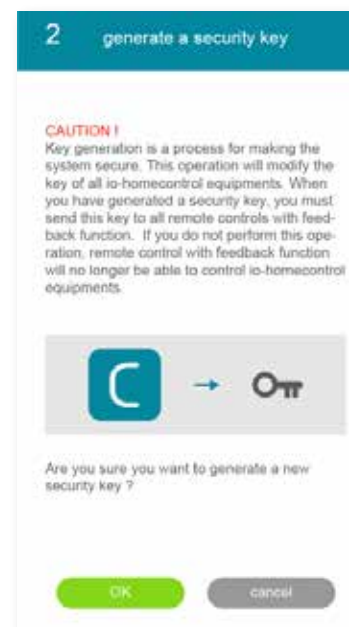 2 generate a security key
CAUTION !
Key generation is a process for making the
system secure. This operation will modify the
key of all io-homecontrol equipments. When
you have generated a security key, you must
send this key to all remote controls with feed-
back function. If you do not perform this ope-
ration, remote control with feedback function
will no longer be able to control io-homecontrol
equipments.
Are you sure you want to generate a new
security key ?
OK cancel